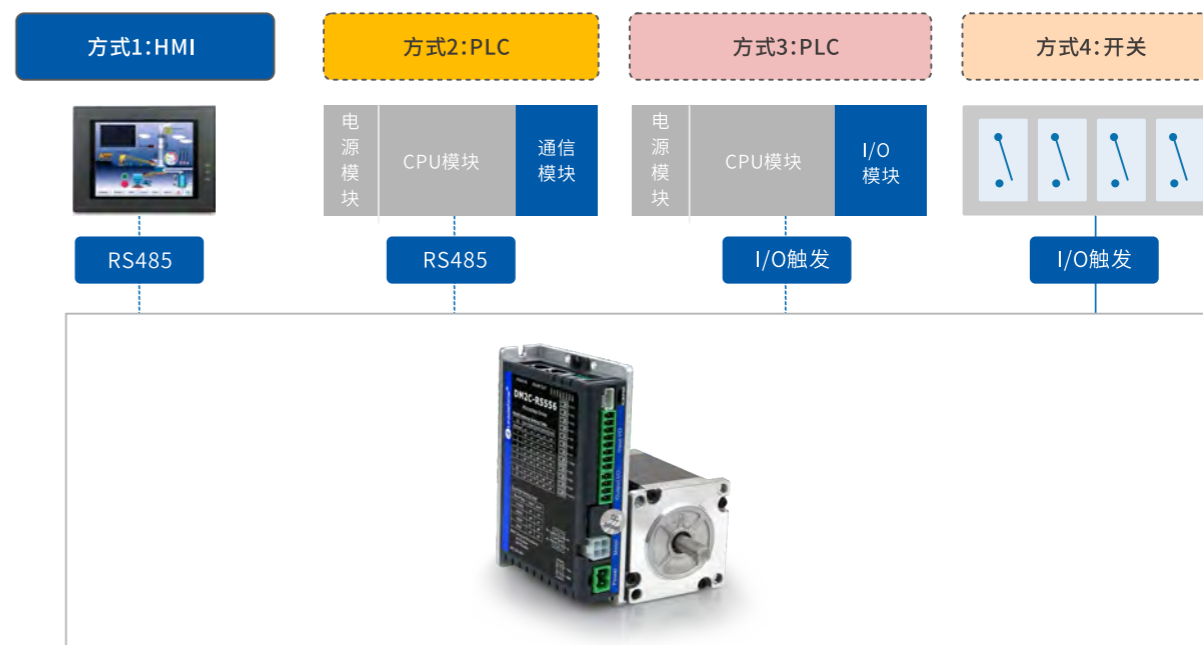 方式1:HMI
方式2:PLC
方式3:PLC
方式4:开关
电源模块
CPU模块
通信模块
电源模块
CPU模块
I/O模块
RS485
RS485
I/O触发
I/O触发
DM2C-RS556